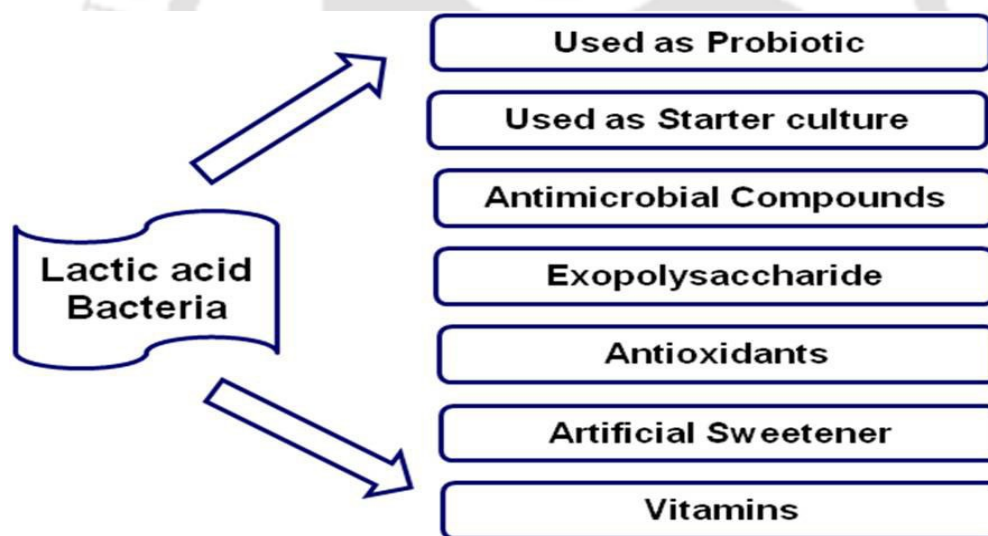 Used as Probiotic
Used as Starter culture
Antimicrobial Compounds
Lactic acid
Bacteria
Exopolysaccharide
Antioxidants
Artificial Sweetener
Vitamins